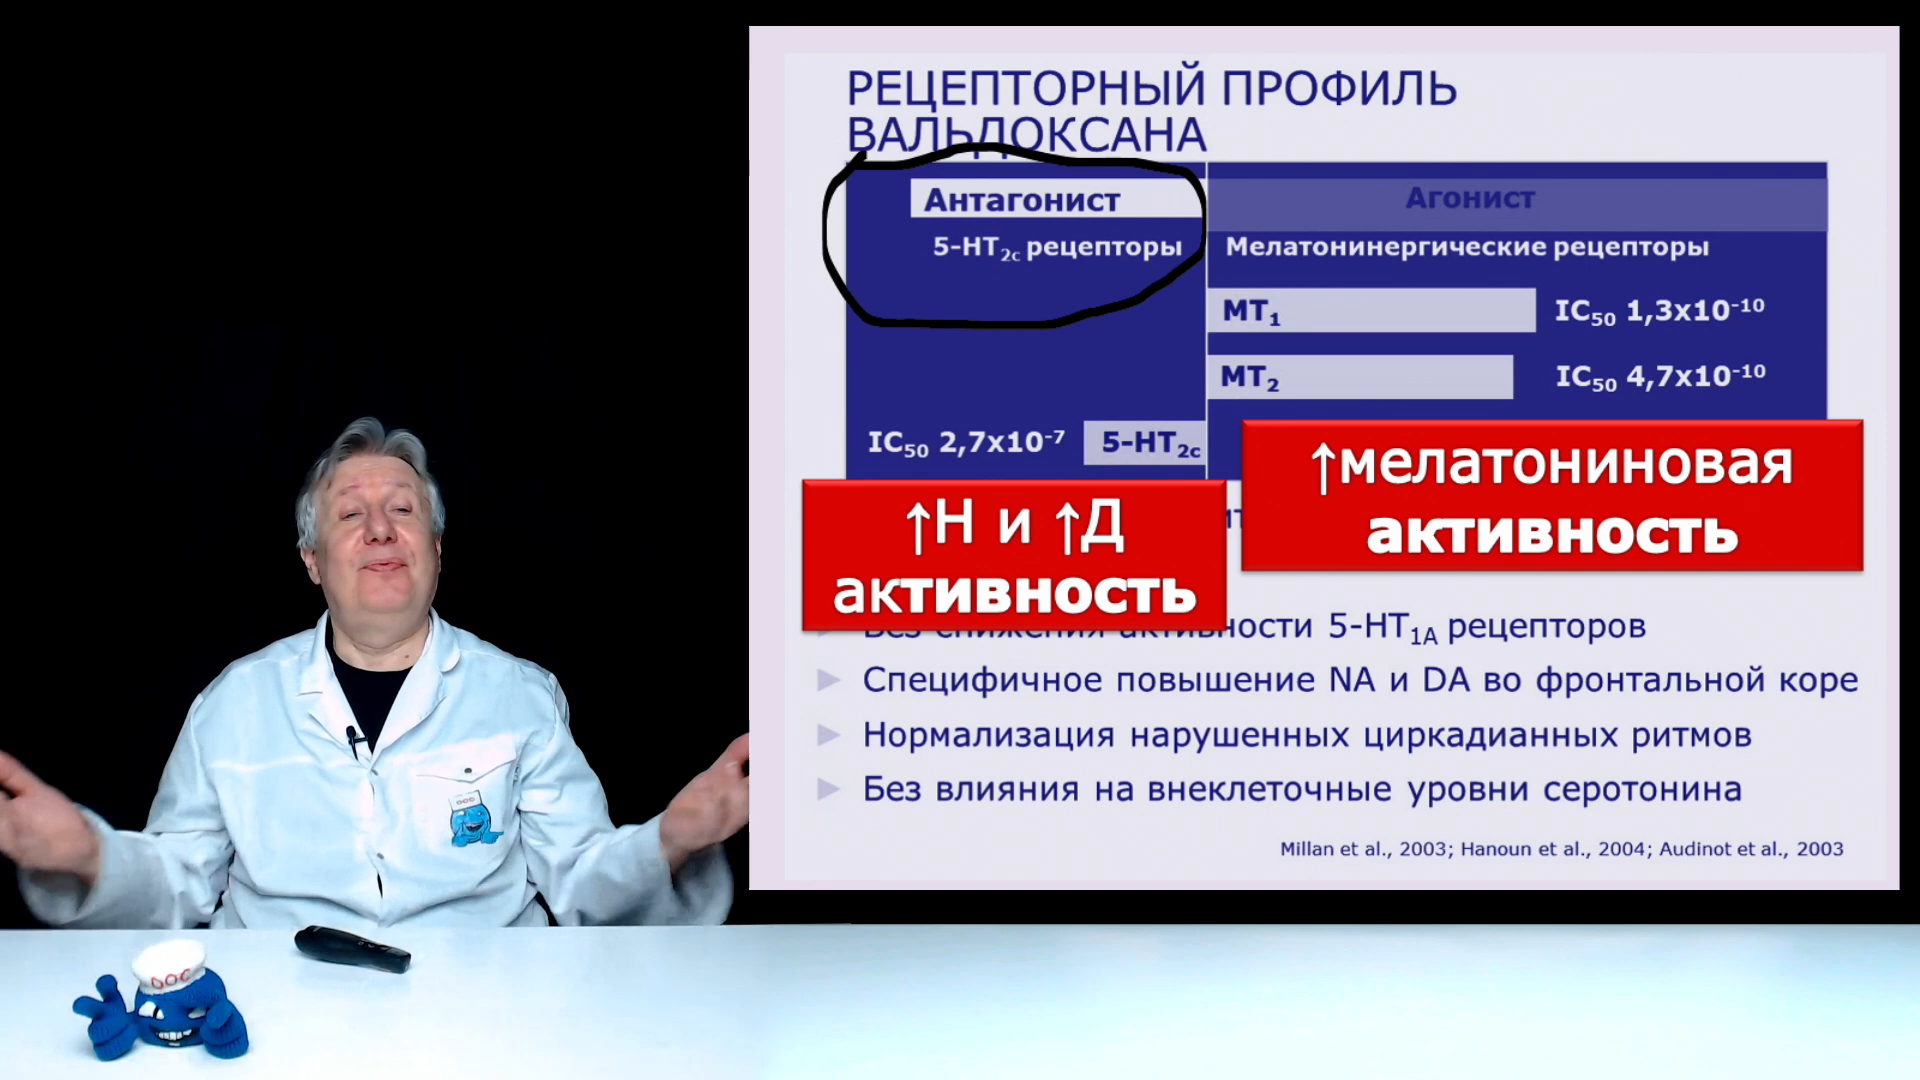 РЕЦЕПТОРНЫЙ ПРОФИЛЬ
ВАЛЬДОКСАНА
Антагонист
Агонист
5-HT2c рецепторы
Мелатонинергические рецепторы
MT1
IC50 1,3x10-10
MT2
IC50 4,7x10-10
IC50 2,7x10-7
5-HT2c
↑мелатониновая
активность
↑Н и ↑Д
активность
5-HT1A рецепторов
Специфичное повышение NA и DA во фронтальной коре
Нормализация нарушенных циркадианных ритмов
Без влияния на внеклеточные уровни серотонина
Millan et al., 2003; Hanoun et al., 2004; Audinot et al., 2003
DOC